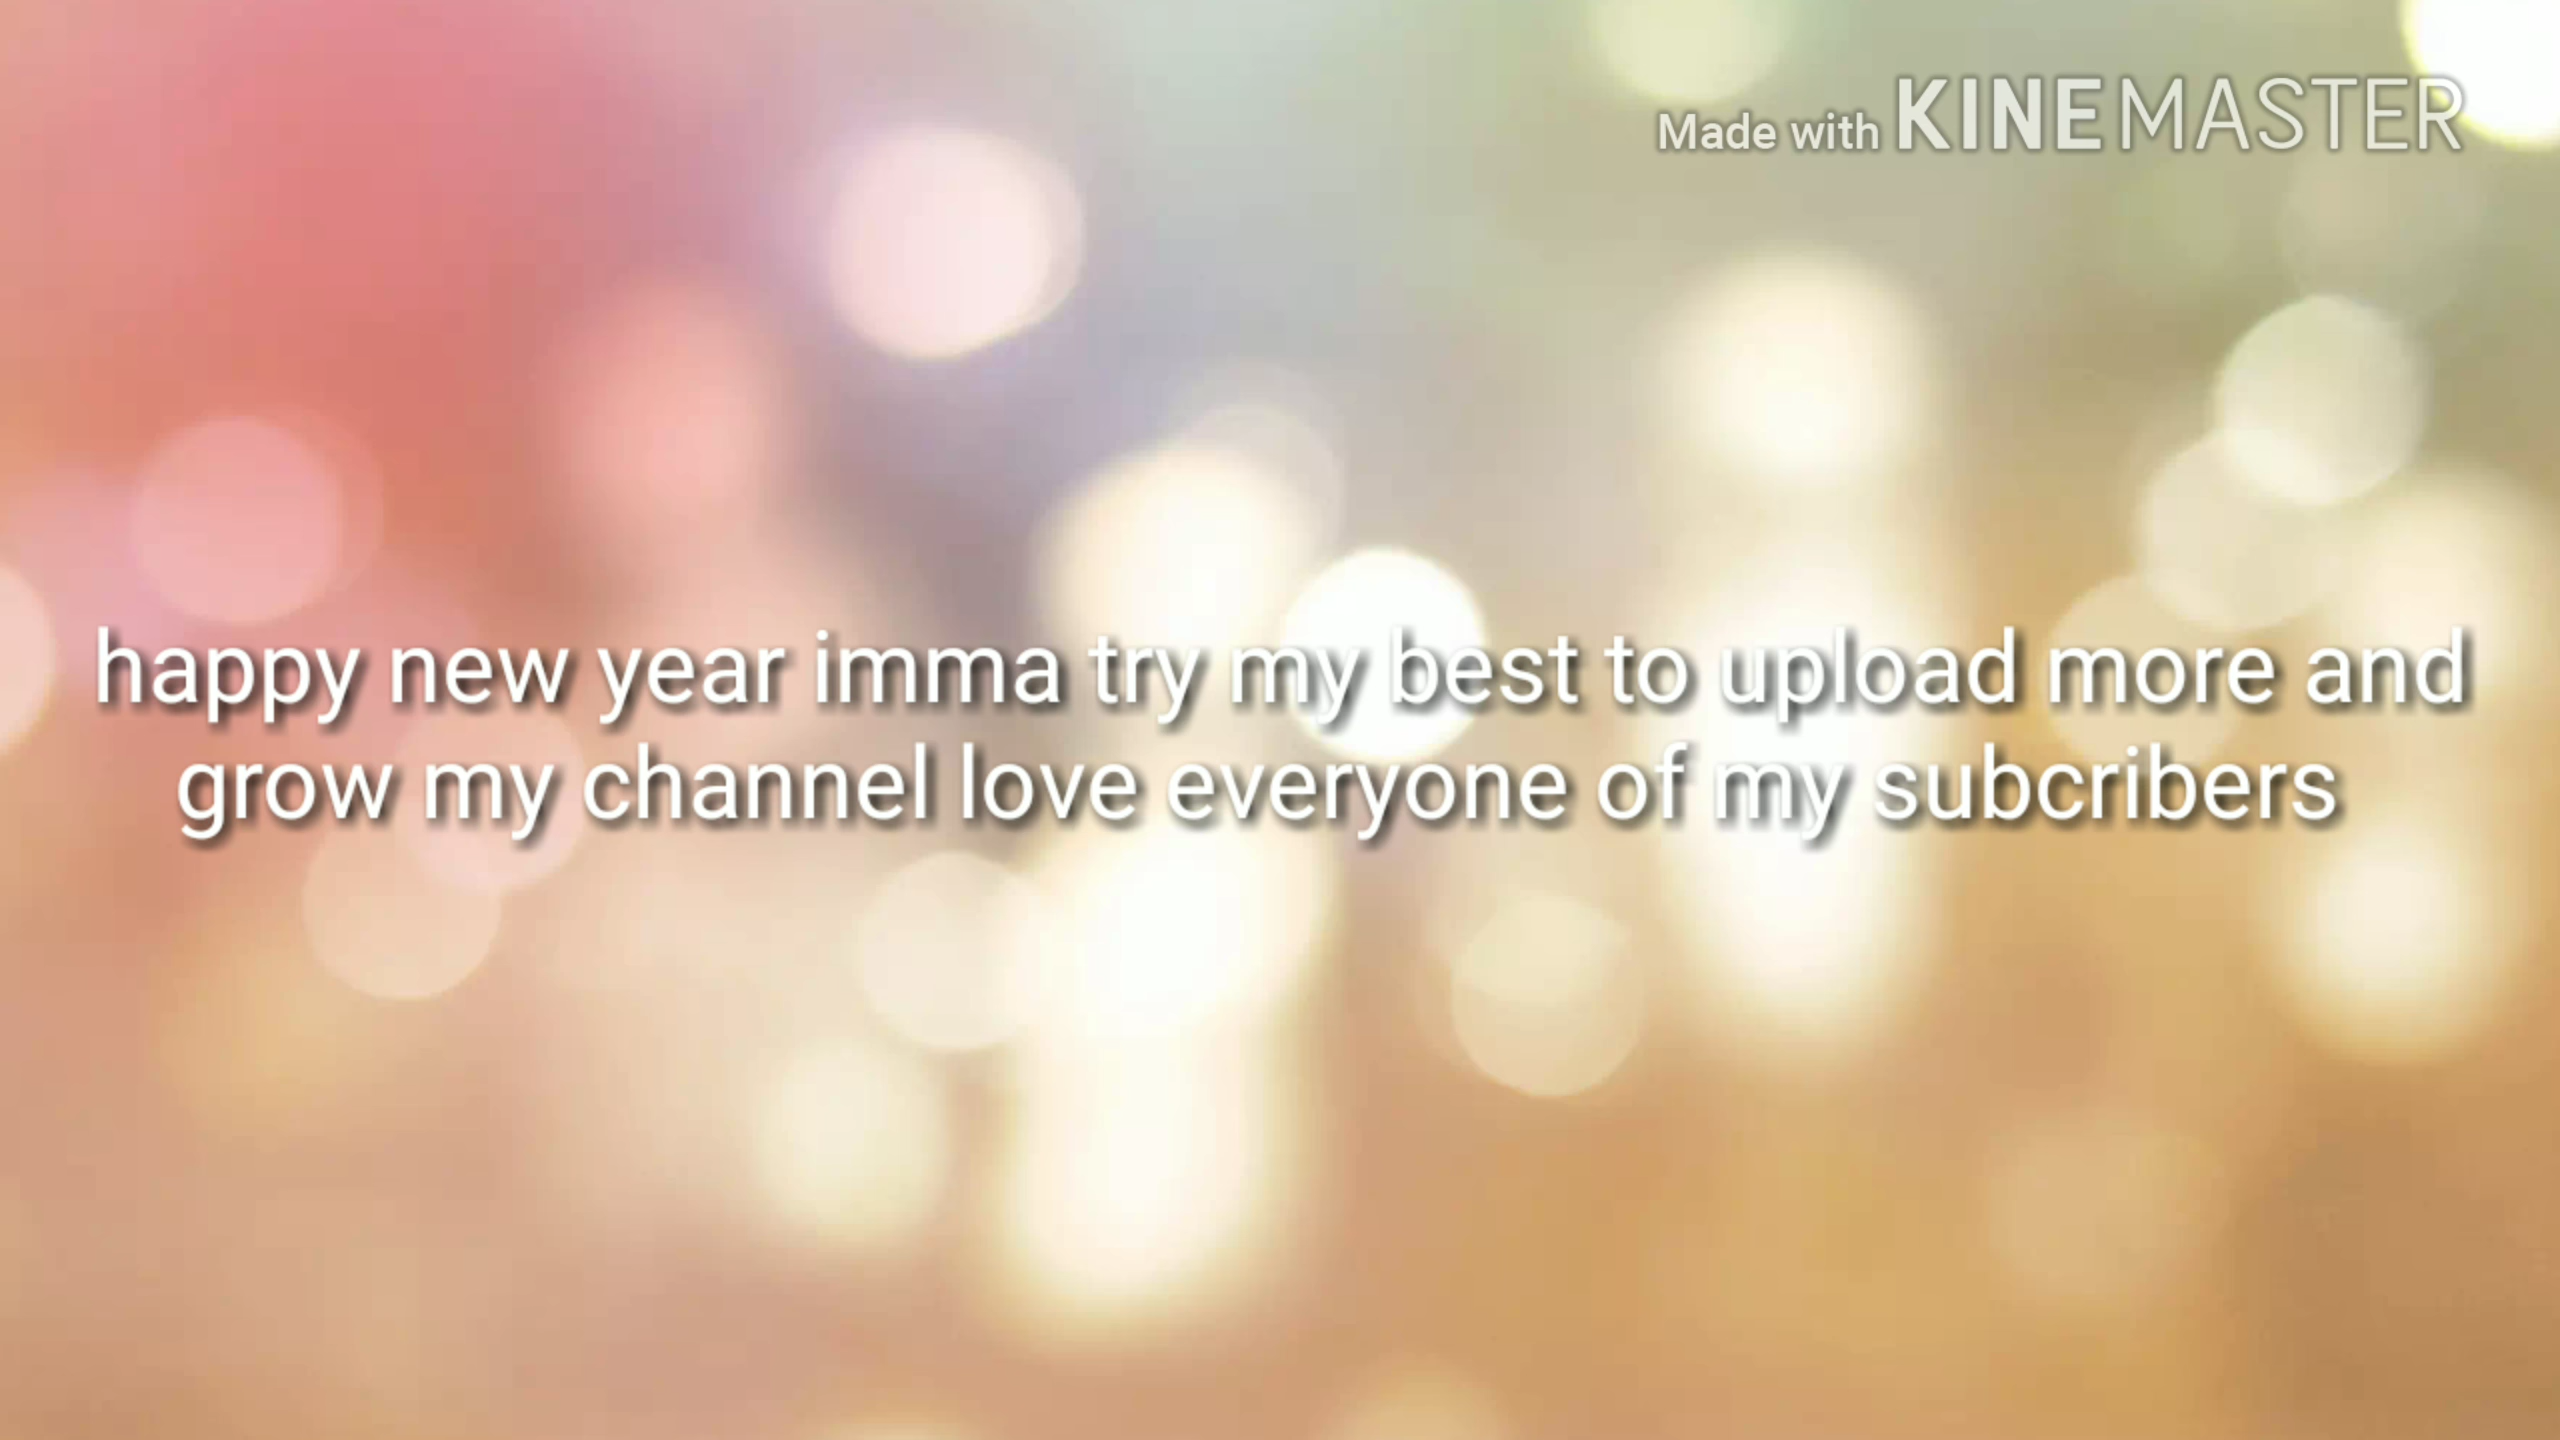 Made with KINEMASTER
happy new year imma try my best to upload more and
grow my channel love everyone of my subcribers